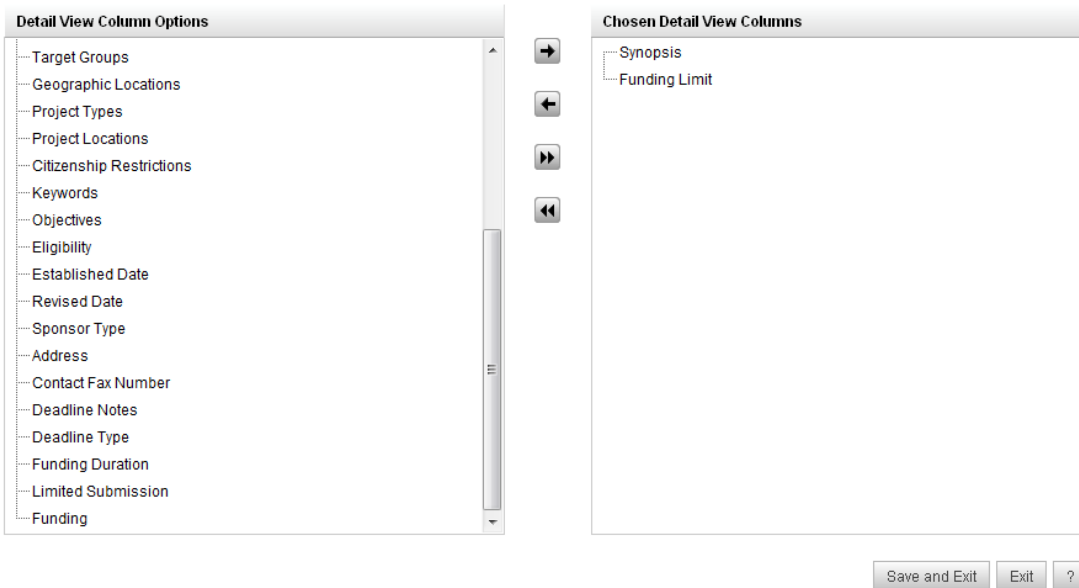 Detail View Column Options
Target Groups
Geographic Locations
Project Types
Project Locations
Citizenship Restrictions
Keywords
Objectives
Eligibility
Established Date
Revised Date
Sponsor Type
Address
Contact Fax Number
Deadline Notes
Deadline Type
Funding Duration
Limited Submission
Funding
Chosen Detail View Columns
Synopsis
Funding Limit
Save and Exit Exit ?